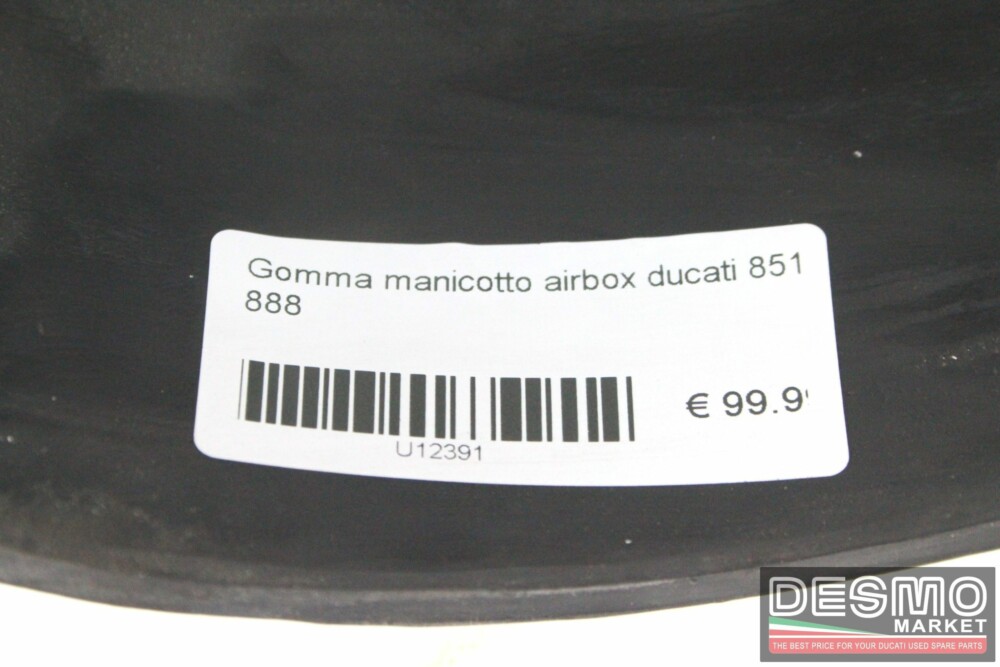 Gomma manicotto airbox ducati 851
888
U12391
€ 99.9
DESMO
MARKET
THE BEST PRICE FOR YOUR DUCATI USED SPARE PARTS